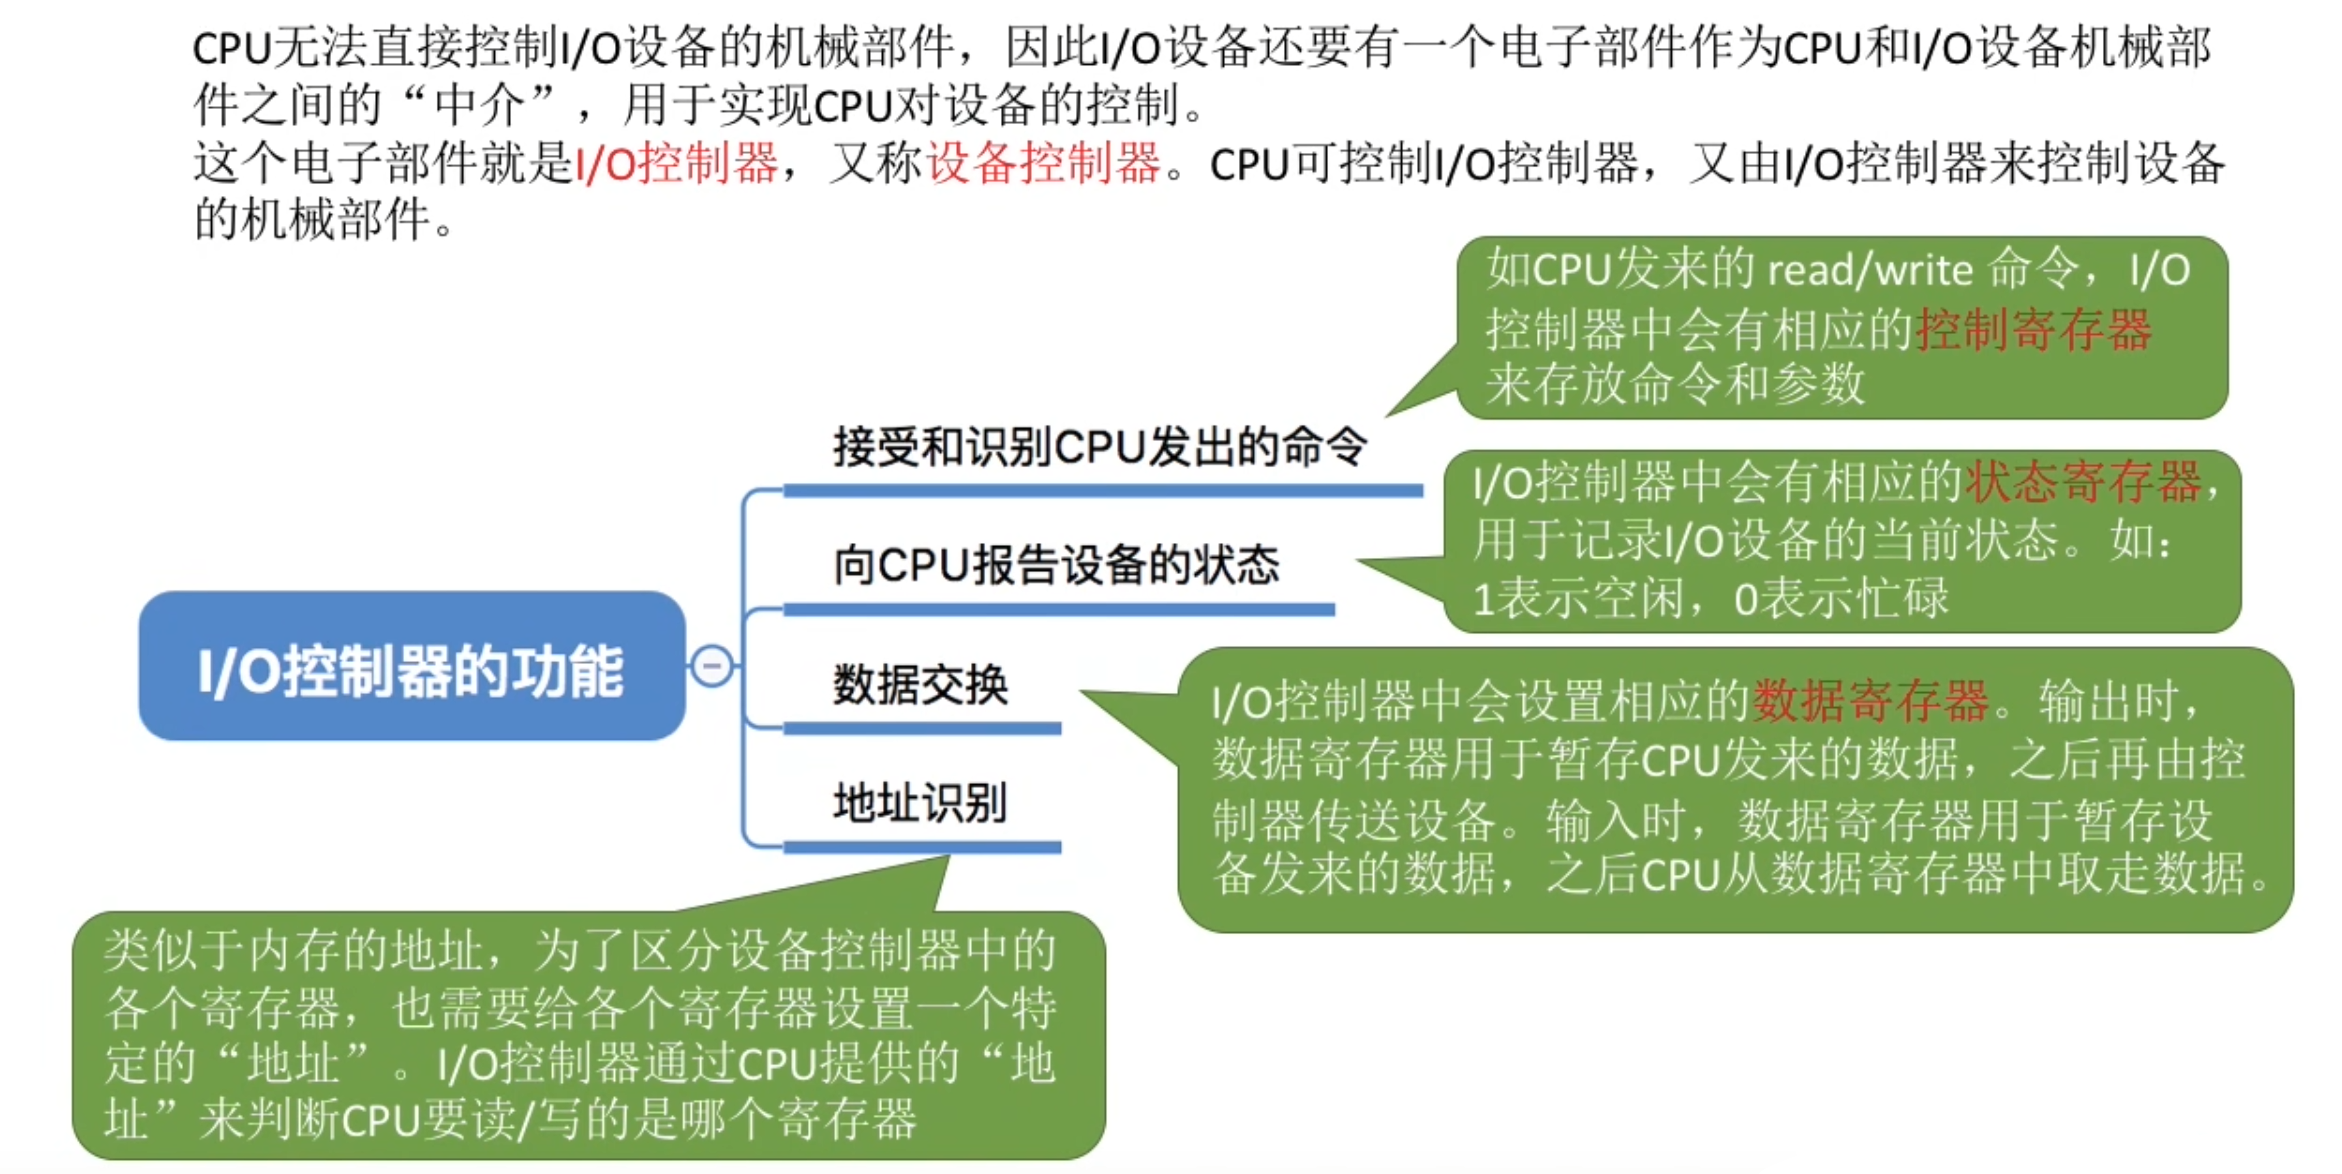 CPU无法直接控制I/O设备的机械部件，因此I/O设备还要有一个电子部件作为CPU和I/O设备机械部
件之间的“中介”，用于实现CPU对设备的控制。
这个电子部件就是I/O控制器，又称设备控制器。CPU可控制I/O控制器，又由I/O控制器来控制设备
的机械部件。
如CPU发来的 read/write 命令，I/O
控制器中会有相应的控制寄存器
来存放命令和参数
接受和识别CPU发出的命令
I/O控制器中会有相应的状态寄存器，
用于记录I/O设备的当前状态。如：
1表示空闲，0表示忙碌
向CPU报告设备的状态
I/O控制器的功能
数据交换
I/O控制器中会设置相应的数据寄存器。输出时，
数据寄存器用于暂存CPU发来的数据，之后再由控
制器传送设备。输入时，数据寄存器用于暂存设
备发来的数据，之后CPU从数据寄存器中取走数据。
地址识别
类似于内存的地址，为了区分设备控制器中的
各个寄存器，也需要给各个寄存器设置一个特
定的“地址”。I/O控制器通过CPU提供的“地
址”来判断CPU要读/写的是哪个寄存器